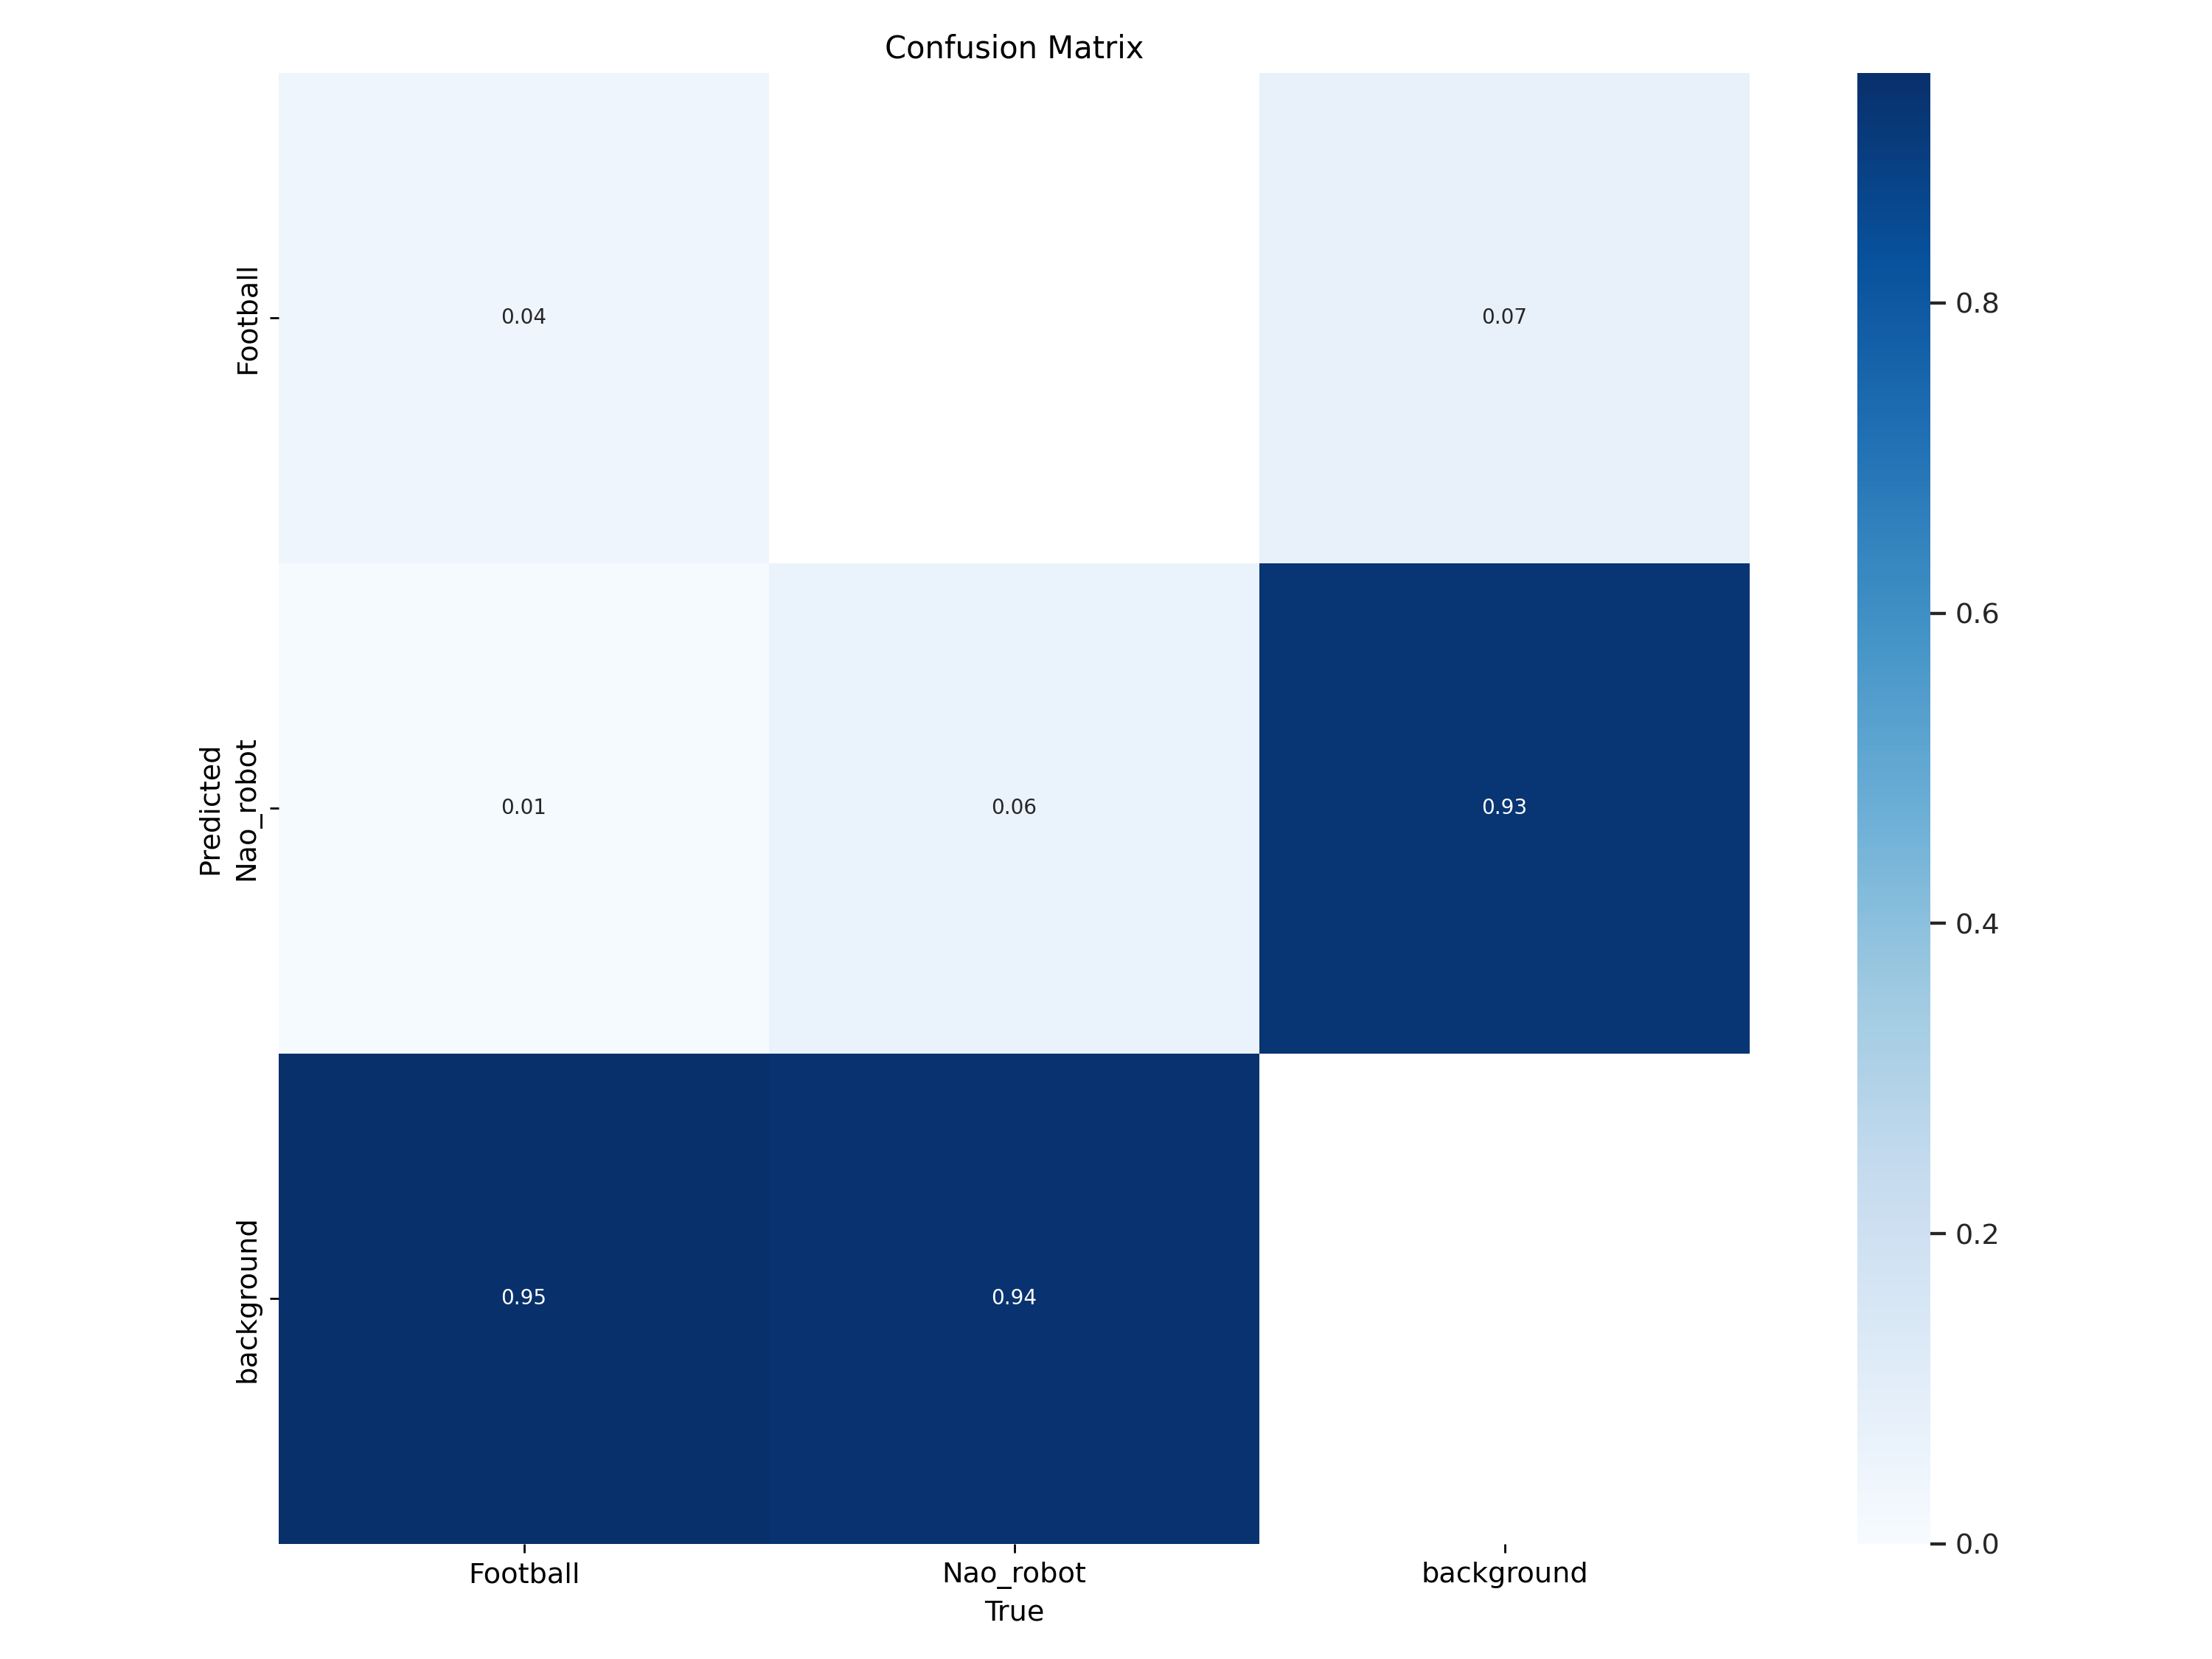 Confusion Matrix
Football
0.04
0.07
0.8
0.6
Predicted
Nao_robot
0.01
0.06
0.93
0.4
0.2
background
0.95
0.94
0.0
Football
Nao_robot
background
True